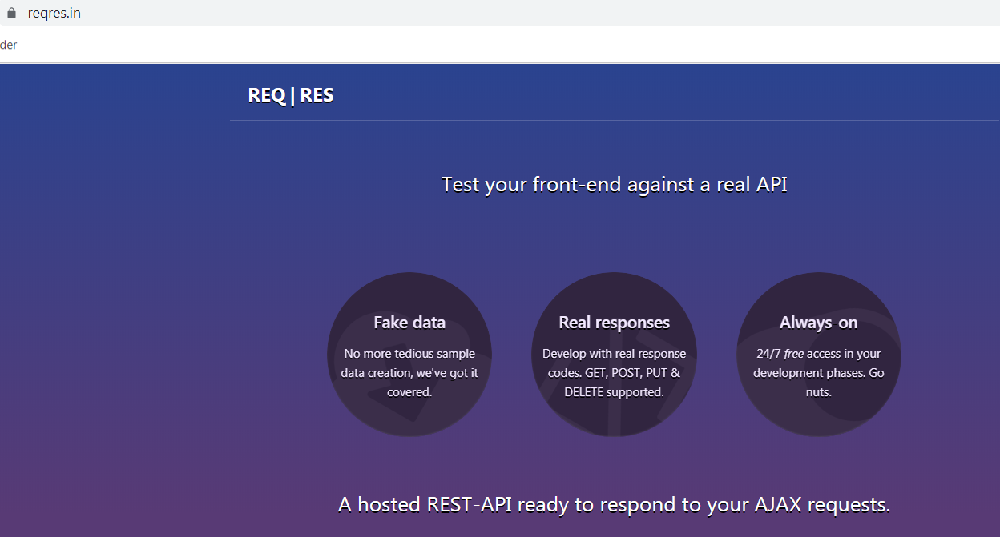 reqres.in
der
REQ | RES
Test your front-end against a real API
Fake data
No more tedious sample
data creation, we've got it
covered.
Real responses
Develop with real response
codes. GET, POST, PUT &
DELETE supported.
Always-on
24/7 free access in your
development phases. Go
nuts.
A hosted REST-API ready to respond to your AJAX requests.